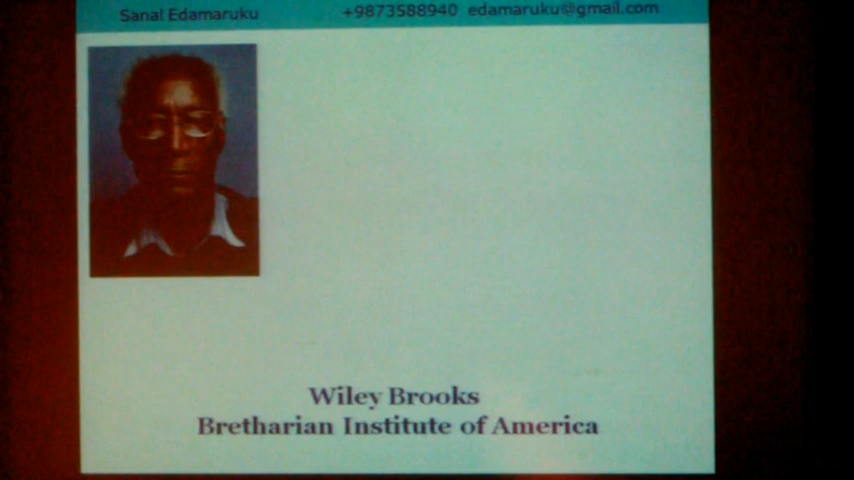 Sanal Edamaruku +9873588940 edamaruku@gmail.com
Wiley Brooks
Bretharian Institute of America